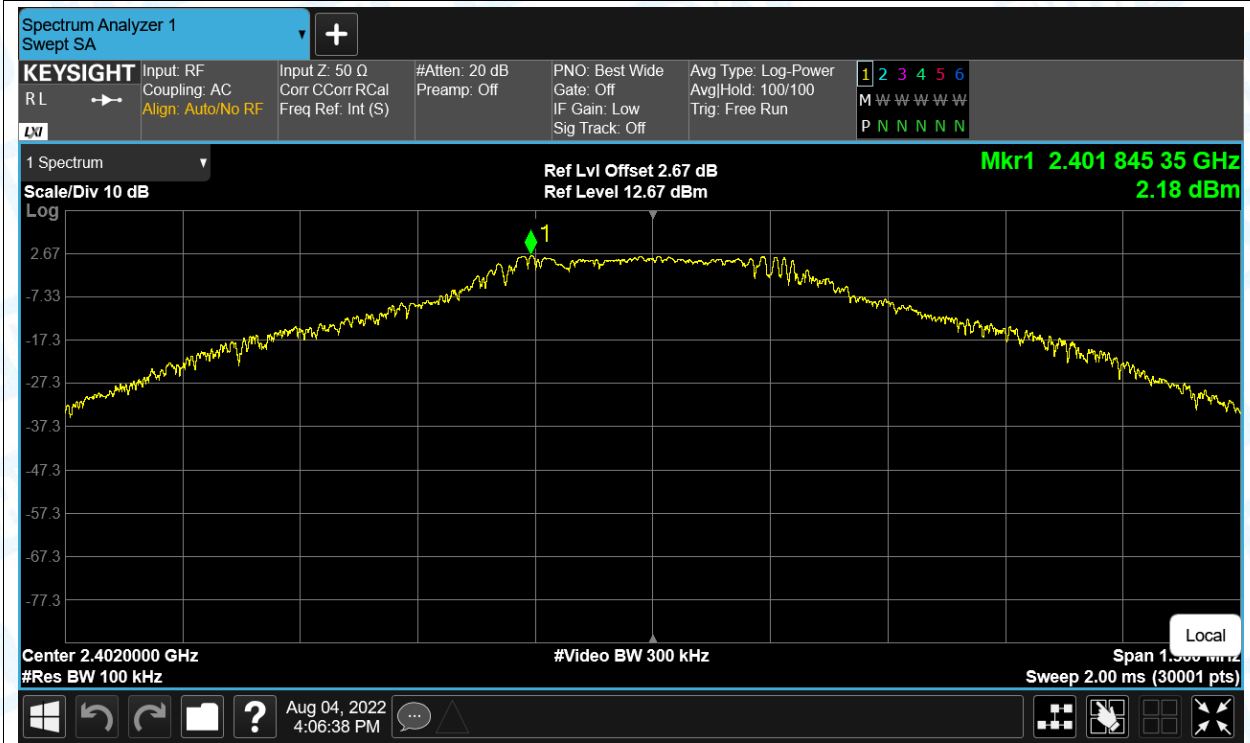 Spectrum Analyzer 1
Swept SA
KEYSIGHT
R L
LXI
Input: RF
Coupling: AC
Align: Auto/No RF
Input Z: 50 Ω
Corr CCorr RCal
Freq Ref: Int (S)
#Atten: 20 dB
Preamp: Off
PNO: Best Wide
Gate: Off
IF Gain: Low
Sig Track: Off
Avg Type: Log-Power
Avg|Hold: 100/100
Trig: Free Run
1 2 3 4 5 6
M W W W W W
P N N N N N N
1 Spectrum
Scale/Div 10 dB
Log
Ref Lvl Offset 2.67 dB
Ref Level 12.67 dBm
Mkr1 2.401 845 35 GHz
2.18 dBm
1
2.67
-7.33
-17.3
-27.3
-37.3
-47.3
-57.3
-67.3
-77.3
Local
Center 2.4020000 GHz
#Video BW 300 kHz
Span
#Res BW 100 kHz
Sweep 2.00 ms (30001 pts)
?
Aug 04, 2022
4:06:38 PM